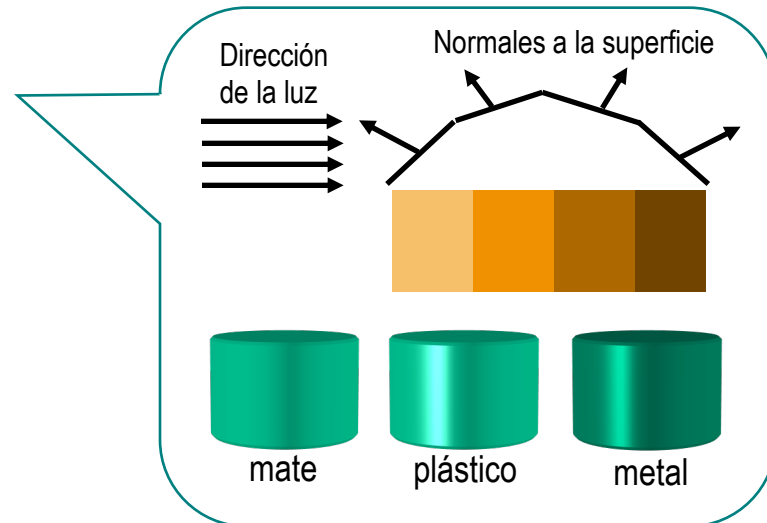 Dirección
de la luz
Normales a la superficie
mate
plástico
metal